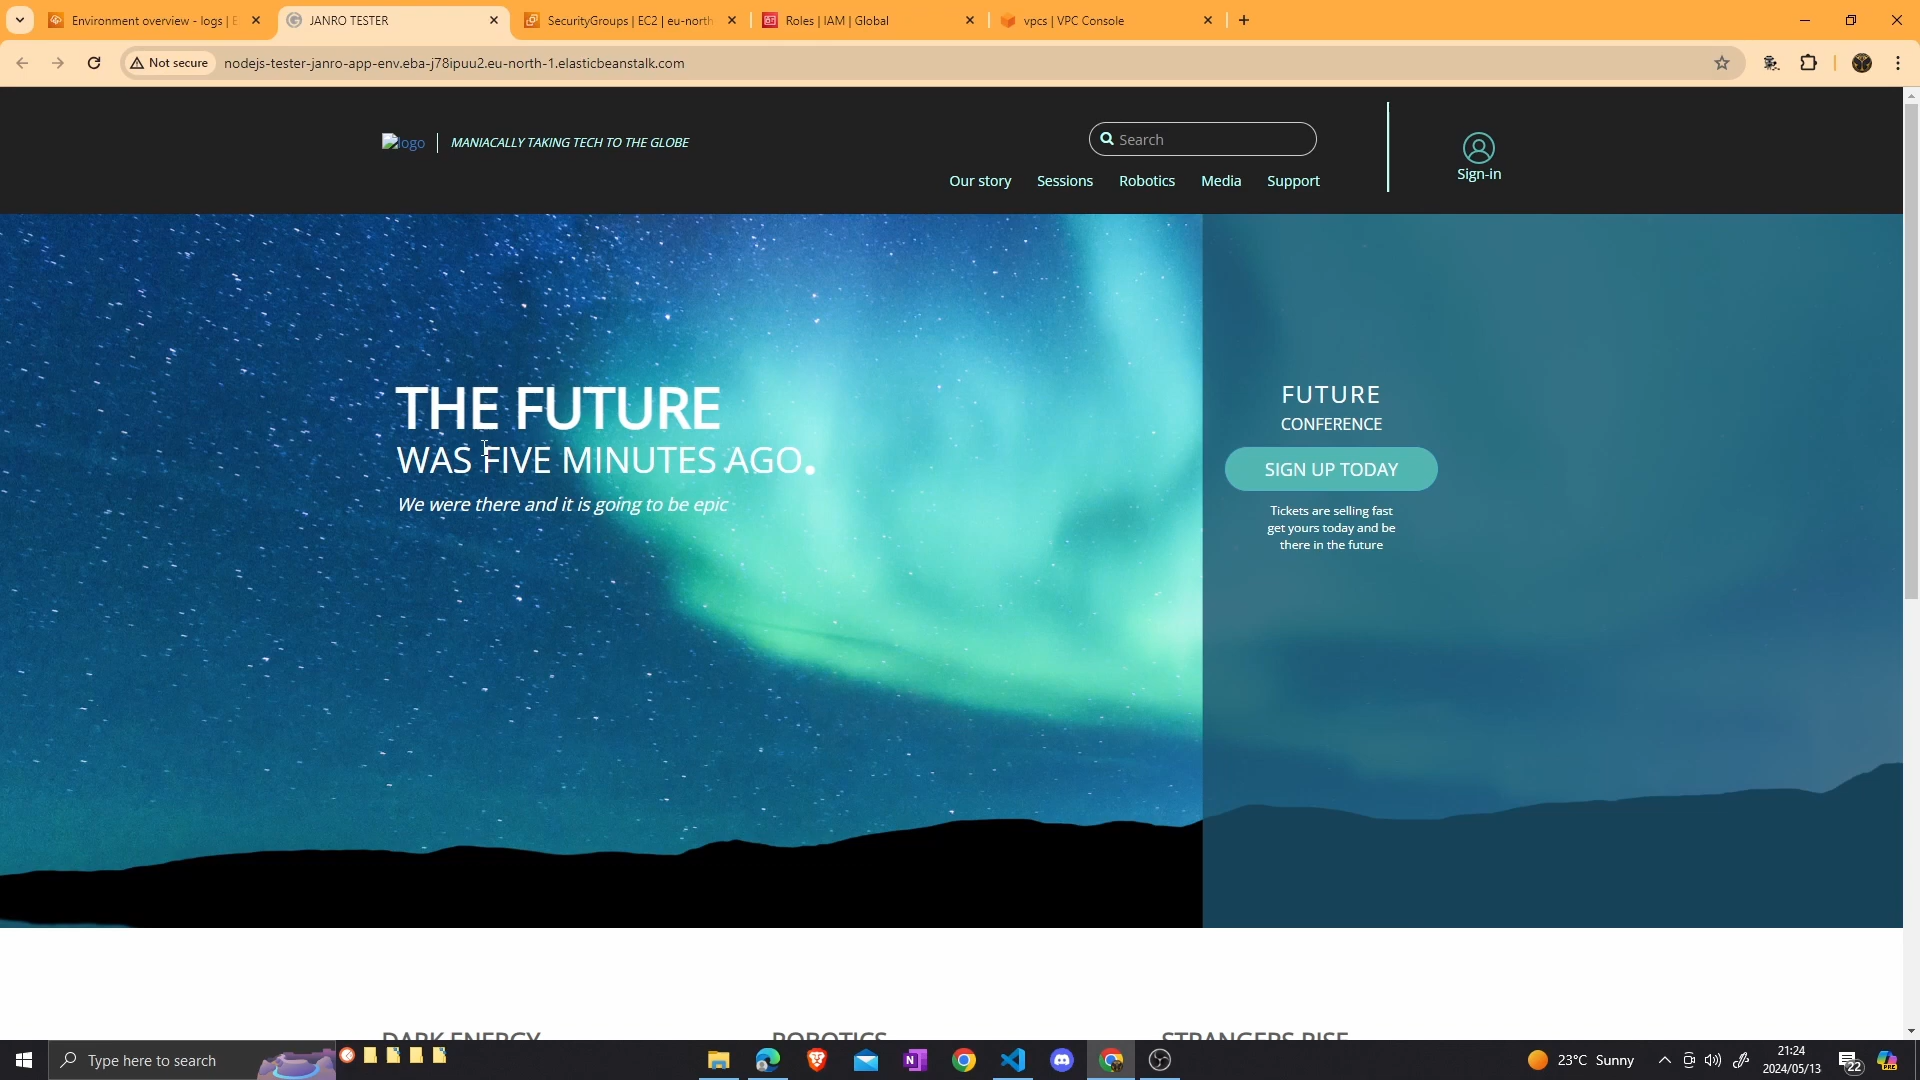 Environment overview - logs | E
JANRO TESTER
SecurityGroups | EC2 | eu-north
Roles | IAM | Global
vpcs | VPC Console
Not secure
nodejs-tester-janro-app-env.eba-j78ipuu2.eu-north-1.elasticbeanstalk.com
logo
MANIACALLY TAKING TECH TO THE GLOBE
Search
Our story
Sessions
Robotics
Media
Support
Sign-in
THE FUTURE
WAS FIVE MINUTES AGO.
We were there and it is going to be epic
FUTURE
CONFERENCE
SIGN UP TODAY
Tickets are selling fast
get yours today and be
there in the future
DARK ENERGY
ROBOTICS
STRANGERS RISE
Type here to search
23°C Sunny
21:24
2024/05/13
22
PRE